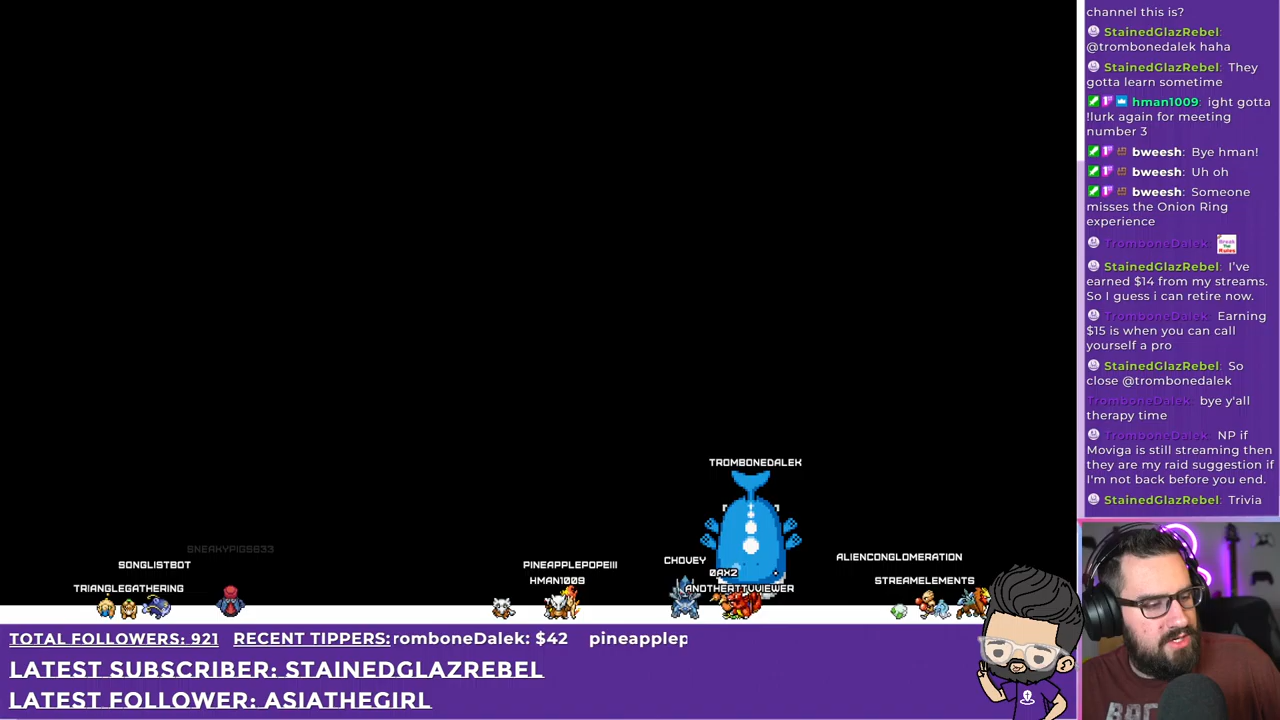 channel this is?
StainedGlazRebel:
@trombonedalek haha
StainedGlazRebel: They
gotta learn sometime
hman1009: ight gotta
!lurk again for meeting
number 3
bweesh: Bye hman!
bweesh: Uh oh
bweesh: Someone
misses the Onion Ring
experience
TromboneDalek:
StainedGlazRebel: I've
earned $14 from my streams.
So I guess i can retire now.
TromboneDalek: Earning
$15 is when you can call
yourself a pro
StainedGlazRebel: So
close @trombonedalek
TromboneDalek: bye y'all
therapy time
TromboneDalek: NP if
Moviga is still streaming then
they are my raid suggestion if
I'm not back before you end.
StainedGlazRebel: Trivia
TROMBONEDALEK
SNEAKYPIGS633
SONGLISTBOT
TRIANGLEGATHERING
PINEAPPLEPOPEIII
HMAN1009
CHOVEY
0AX2
ANDTHEATTVVIEWER
ALIENCONGLOMERATION
STREAMELEMENTS
TOTAL FOLLOWERS: 921 RECENT TIPPERS: romboneDalek: $42 pineapplep
LATEST SUBSCRIBER: STAINEDGLAZREBEL
LATEST FOLLOWER: ASIATHEGIRL